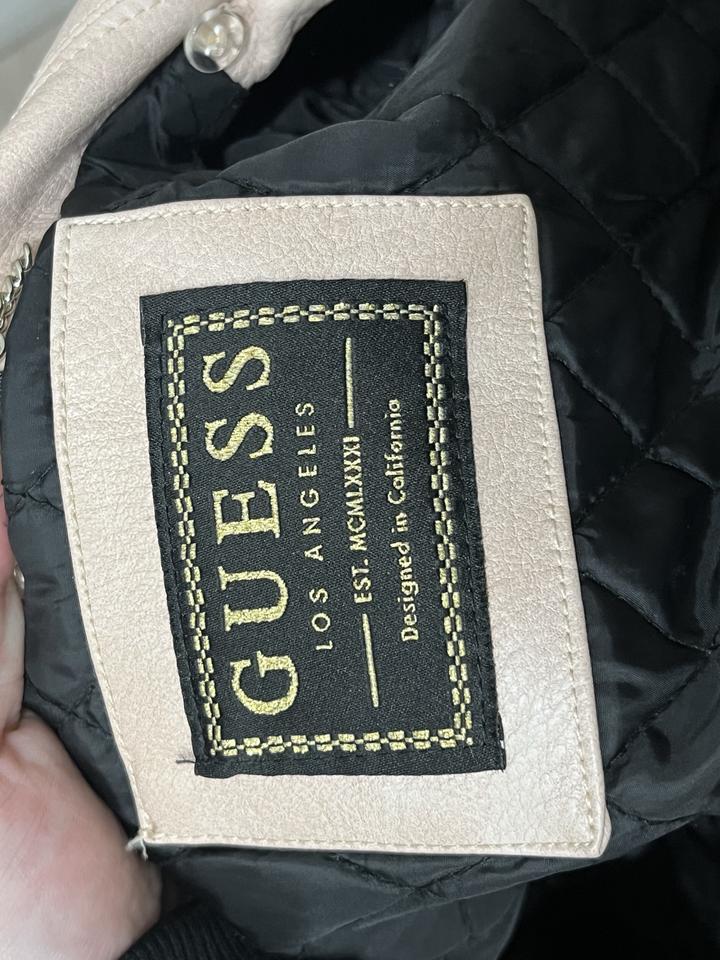 GUESS
LOS ANGELES
EST. MCMLXXXI
Designed in California